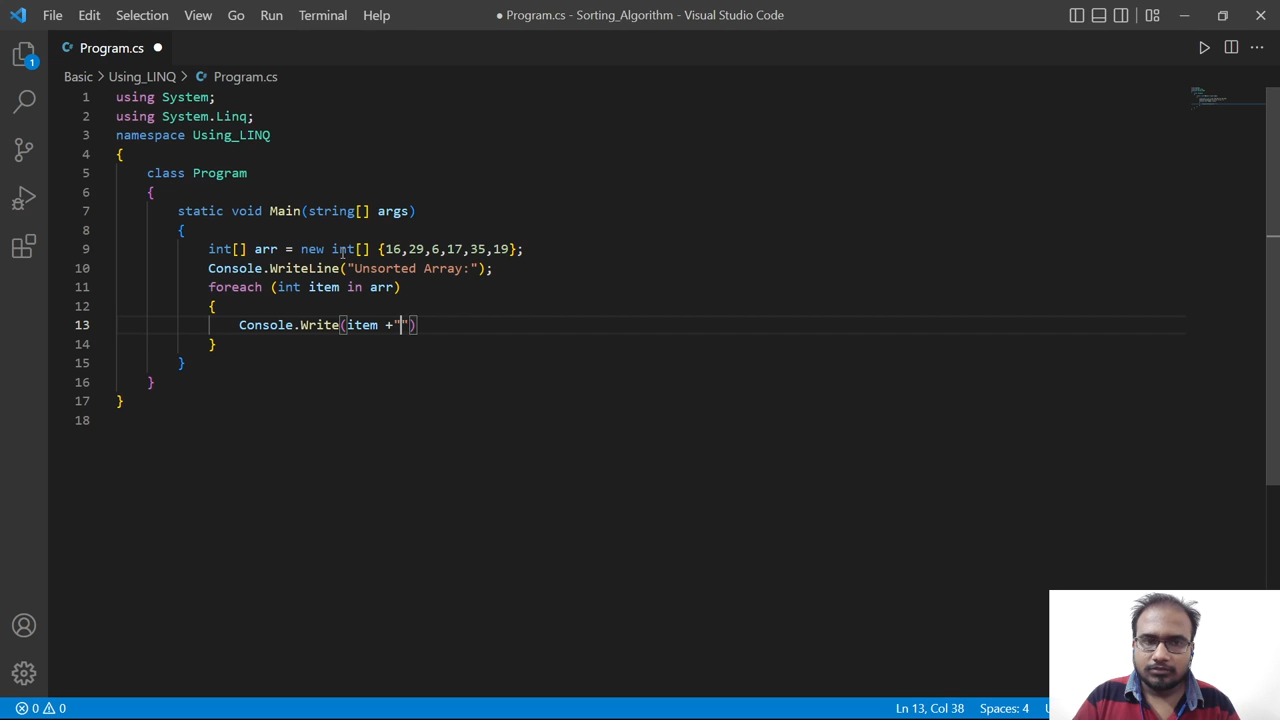 File Edit Selection View Go Run Terminal Help ● Program.cs - Sorting_Algorithm - Visual Studio Code
Program.cs
Basic > Using_LINQ > Program.cs
1
1 using System;
2 using System.Linq;
3 namespace Using_LINQ
4 {
5 class Program
6 {
7 static void Main(string[] args)
8 {
9 int[] arr = new int[] {16,29,6,17,35,19};
10 Console.WriteLine("Unsorted Array:");
11 foreach (int item in arr)
12 {
13 Console.Write(item +"")
14 }
15 }
16 }
17 }
18
0 0 Ln 13, Col 38 Spaces: 4